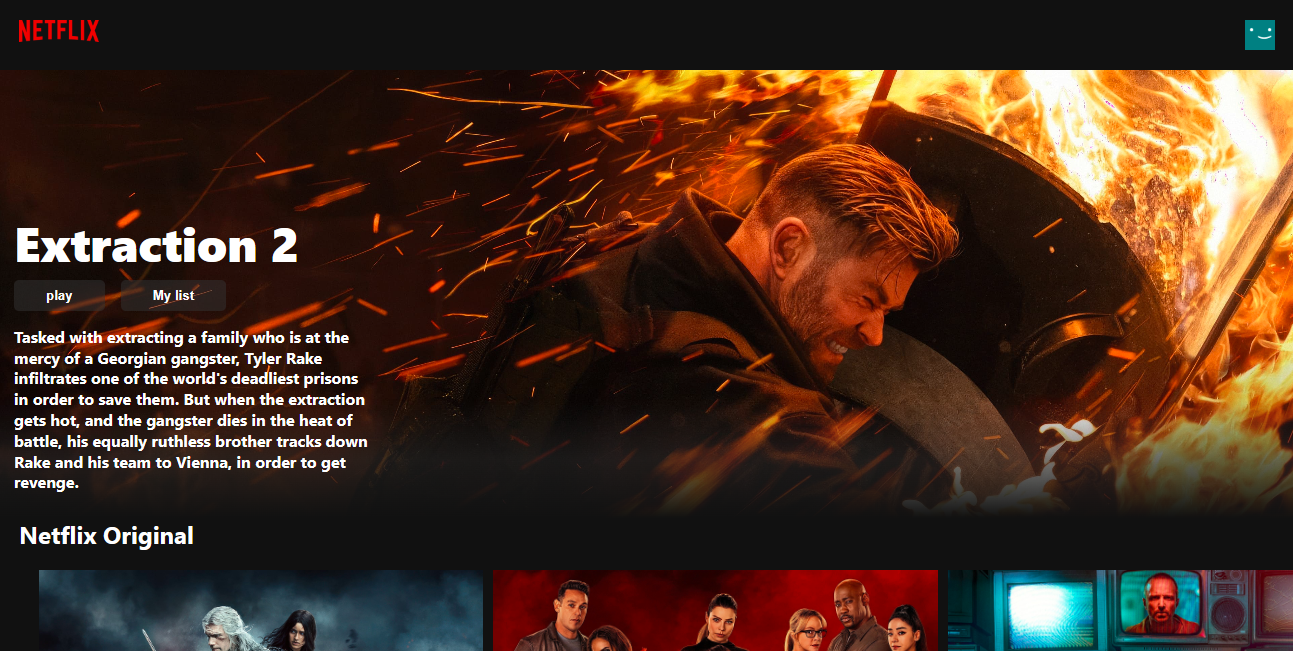 NETFLIX
Extraction 2
play
My list
Tasked with extracting a family who is at the
mercy of a Georgian gangster, Tyler Rake
infiltrates one of the world's deadliest prisons
in order to save them. But when the extraction
gets hot, and the gangster dies in the heat of
battle, his equally ruthless brother tracks down
Rake and his team to Vienna, in order to get
revenge.
Netflix Original